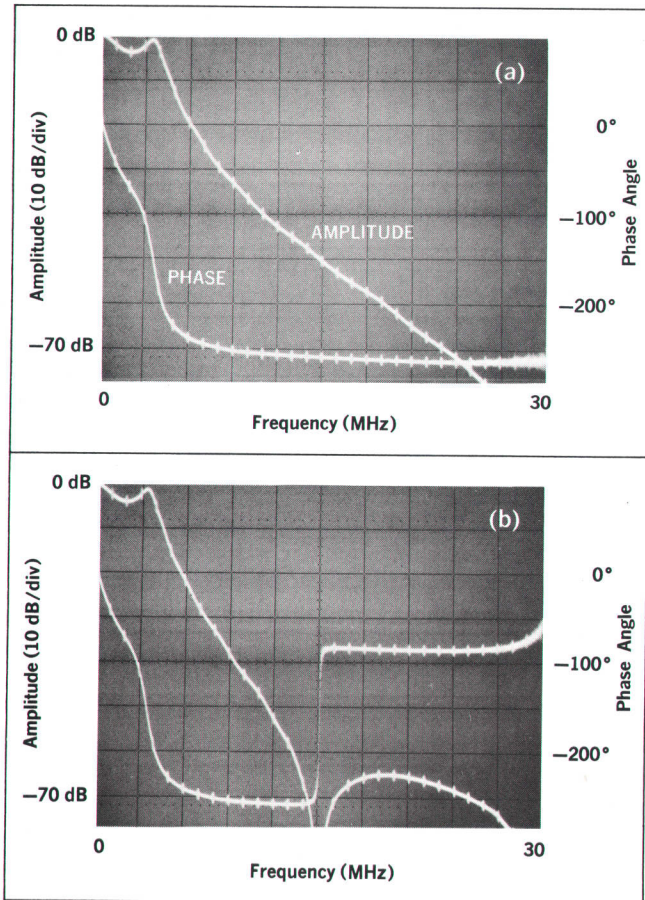 0 dB
(a)
Amplitude (10 dB/div)
0°
−100°
Phase Angle
AMPLITUDE
PHASE
−200°
−70 dB
0
30
Frequency (MHz)
0 dB
(b)
Amplitude (10 dB/div)
0°
−100°
Phase Angle
−200°
−70 dB
0
30
Frequency (MHz)